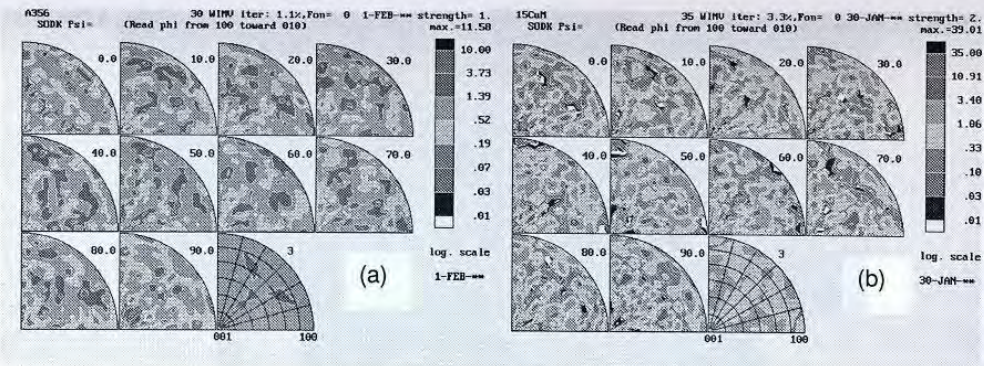 A356 30 WIMV iter: 1.1%,Fon= 0 1-FEB-** strength= 1.
SODK Psi= (Read phi from 100 toward 010) max.=11.58
0.0 10.0 20.0 30.0
40.0 50.0 60.0 70.0
80.0 90.0 3
001 100
10.00
3.73
1.39
.52
.19
.07
.03
.01
log. scale
1-FEB-**
(a)
15CuM 35 WIMV iter: 3.3%,Fon= 0 30-JAN-** strength= 2.
SODK Psi= (Read phi from 100 toward 010) max.=39.01
0.0 10.0 20.0 30.0
40.0 50.0 60.0 70.0
80.0 90.0 3
001 100
35.00
10.91
3.40
1.06
.33
.10
.03
.01
log. scale
30-JAN-**
(b)